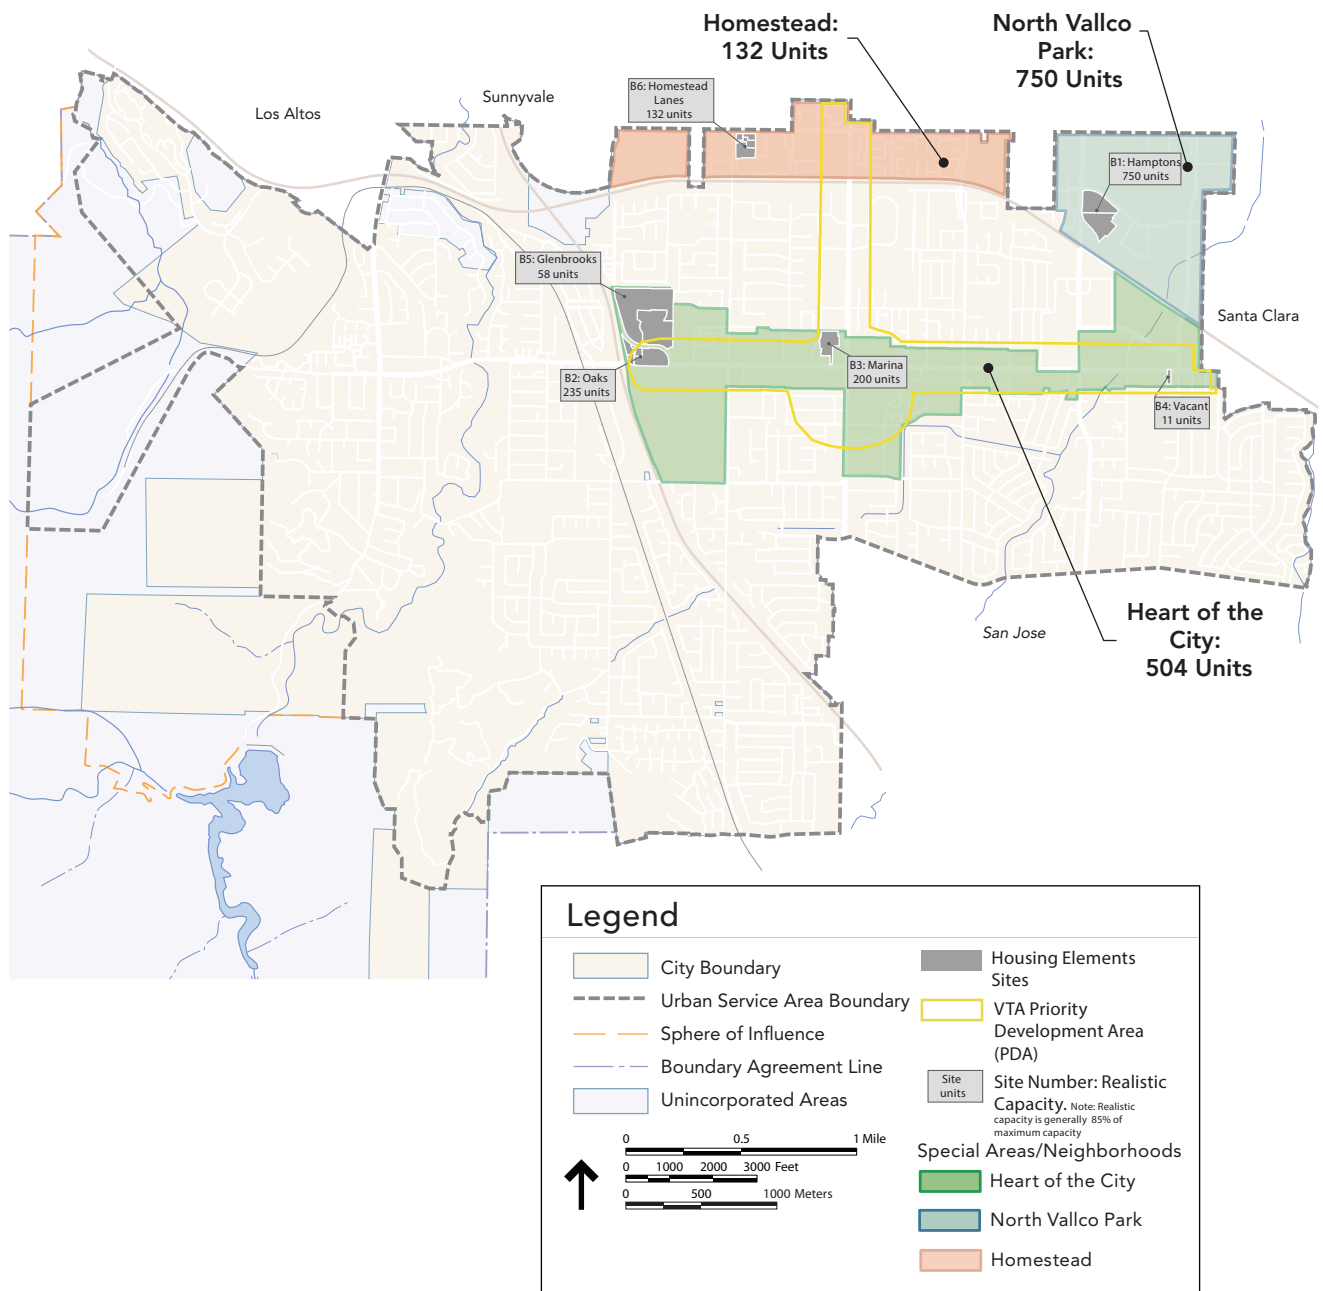 Homestead:
132 Units
North Vallco
Park:
750 Units
Los Altos
Sunnyvale
B6: Homestead
Lanes
132 units
B1: Hamptons
750 units
B5: Glenbrooks
58 units
Santa Clara
B2: Oaks
235 units
B3: Marina
200 units
B4: Vacant
11 units
San Jose
Heart of the
City:
504 Units
Legend
City Boundary
Urban Service Area Boundary
Sphere of Influence
Boundary Agreement Line
Unincorporated Areas
0 0.5 1 Mile
0 1000 2000 3000 Feet
0 500 1000 Meters
Housing Elements
Sites
VTA Priority
Development Area
(PDA)
Site
units
Site Number: Realistic
Capacity. Note: Realistic
capacity is generally 85% of
maximum capacity
Special Areas/Neighborhoods
Heart of the City
North Vallco Park
Homestead